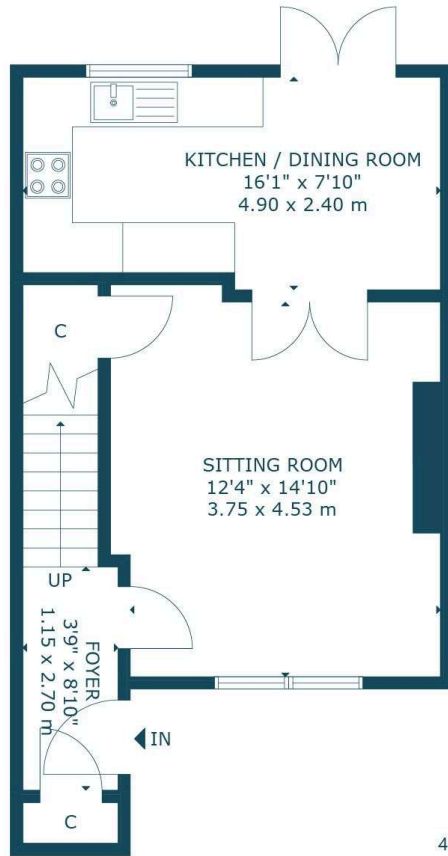 KITCHEN / DINING ROOM
16'1" x 7'10"
4.90 x 2.40 m
C
SITTING ROOM
12'4" x 14'10"
3.75 x 4.53 m
UP
FOYER
3'9" x 8'10"
1.15 x 2.70 m
IN
C
4